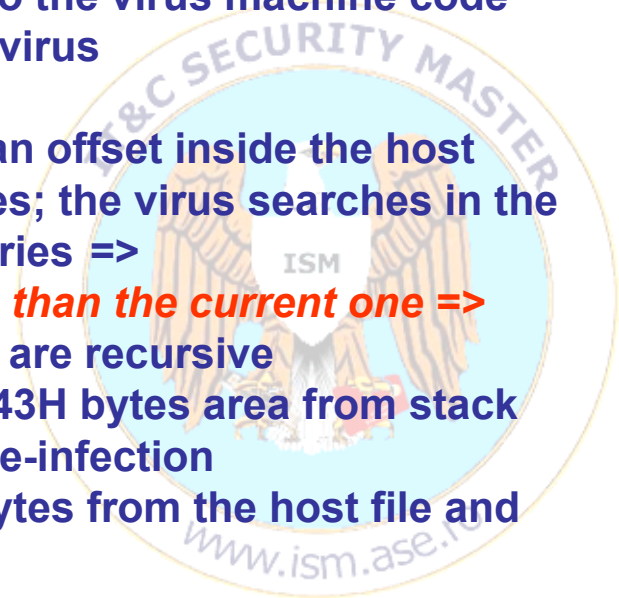 o the virus machine code
virus
an offset inside the host
es; the virus searches in the
ries =>
than the current one =>
are recursive
43H bytes area from stack
e-infection
ytes from the host file and
IT&C SECURITY MASTER
ISM
www.ism.ase.ro